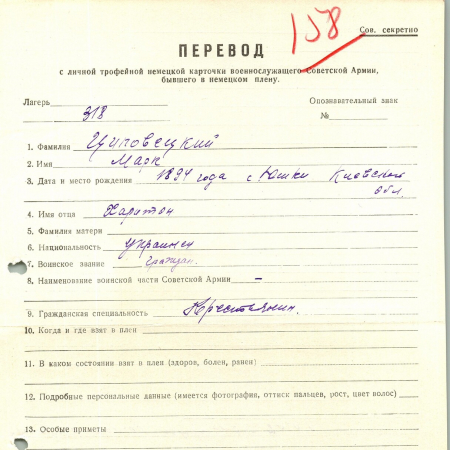 158
Сов. секретно
ПЕРЕВОД
с личной трофейной немецкой карточки военнослужащего Советской Армии,
бывшего в немецком плену.
Лагерь 318
Опознавательный знак
№
1. Фамилия Циповецкий
2. Имя Марк
3. Дата и место рождения 1894 года с Юшки Киевской
обл.
4. Имя отца Харитон
5. Фамилия матери
6. Национальность украинец
7. Воинское звание граждан.
8. Наименование воинской части Советской Армии –
9. Гражданская специальность Крестьянин.
10. Когда и где взят в плен
11. В каком состоянии взят в плен (здоров, болен, ранен)
12. Подробные персональные данные (имеется фотография, оттиск пальцев, рост, цвет волос)
13. Особые приметы